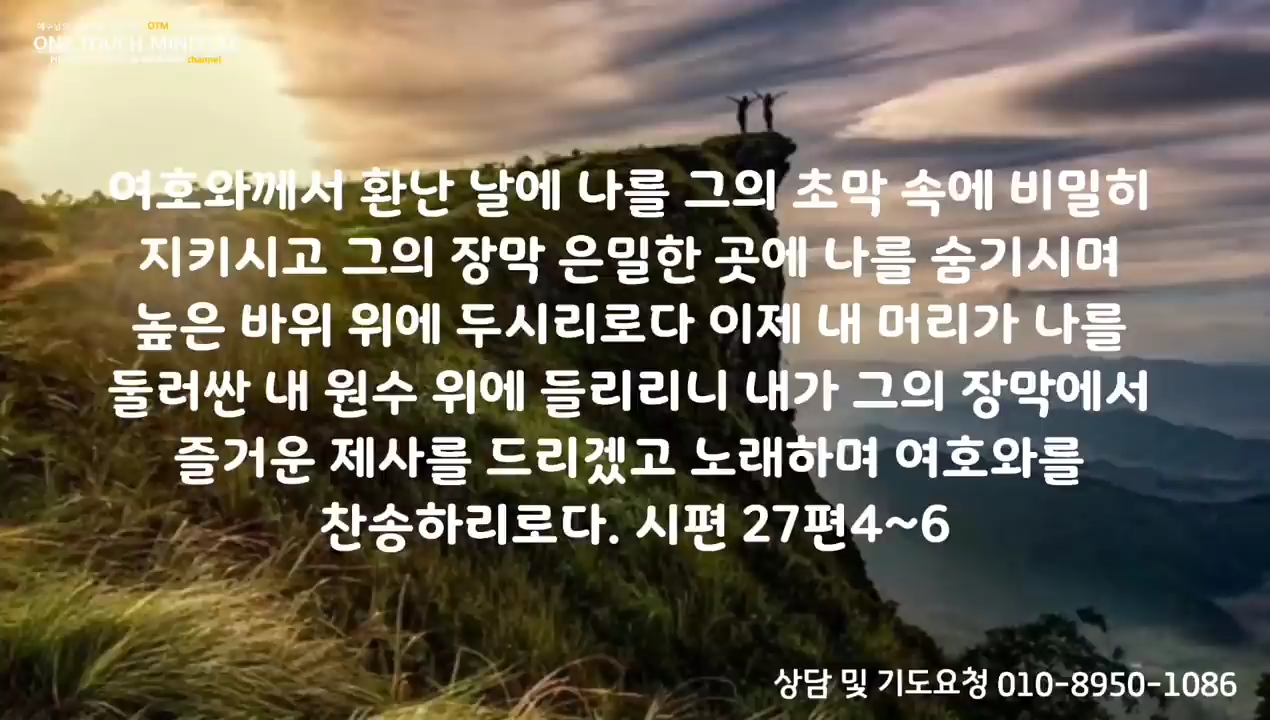 OTM
channel
여호와께서 환난 날에 나를 그의 초막 속에 비밀히
지키시고 그의 장막 은밀한 곳에 나를 숨기시며
높은 바위 위에 두시리로다 이제 내 머리가 나를
둘러싼 내 원수 위에 들리리니 내가 그의 장막에서
즐거운 제사를 드리겠고 노래하며 여호와를
찬송하리로다. 시편 27편4~6
상담 및 기도요청 010-8950-1086